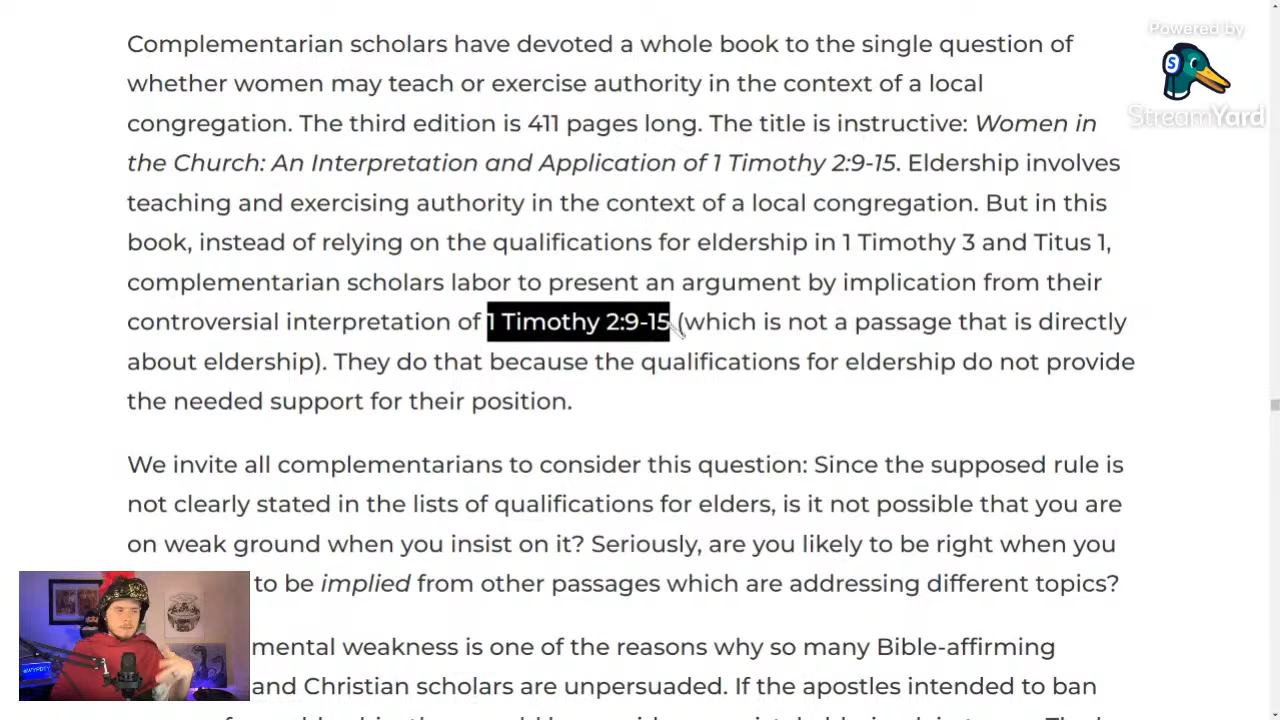 Powered by
StreamYard
Complementarian scholars have devoted a whole book to the single question of
whether women may teach or exercise authority in the context of a local
congregation. The third edition is 411 pages long. The title is instructive: Women in
the Church: An Interpretation and Application of 1 Timothy 2:9-15. Eldership involves
teaching and exercising authority in the context of a local congregation. But in this
book, instead of relying on the qualifications for eldership in 1 Timothy 3 and Titus 1,
complementarian scholars labor to present an argument by implication from their
controversial interpretation of 1 Timothy 2:9-15 (which is not a passage that is directly
about eldership). They do that because the qualifications for eldership do not provide
the needed support for their position.
We invite all complementarians to consider this question: Since the supposed rule is
not clearly stated in the lists of qualifications for elders, is it not possible that you are
on weak ground when you insist on it? Seriously, are you likely to be right when you
to be implied from other passages which are addressing different topics?
mental weakness is one of the reasons why so many Bible-affirming
and Christian scholars are unpersuaded. If the apostles intended to ban